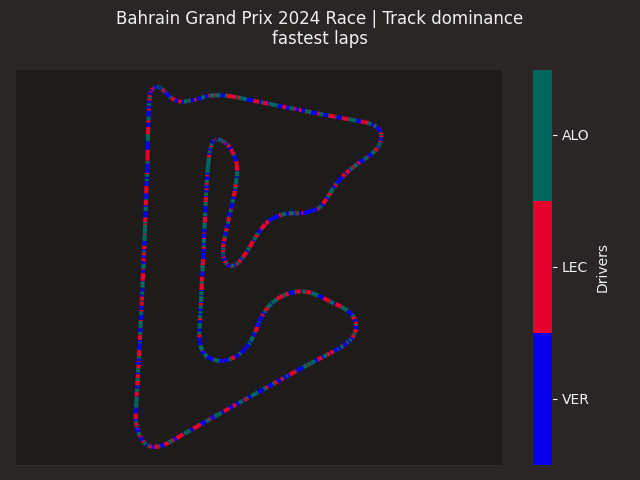 Bahrain Grand Prix 2024 Race | Track dominance
fastest laps
ALO
LEC
VER
Drivers